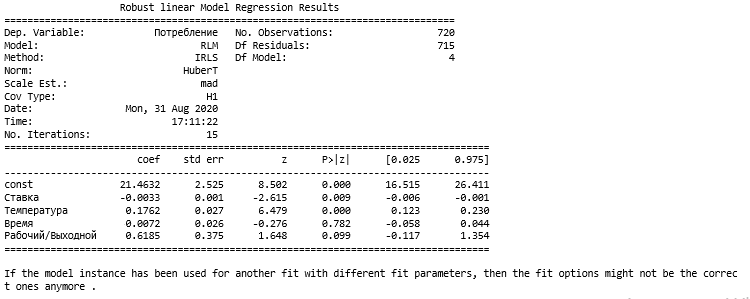 Robust linear Model Regression Results
==============================================================================
Dep. Variable:            Потребление   No. Observations:                  720
Model:                            RLM   Df Residuals:                      715
Method:                          IRLS   Df Model:                            4
Norm:                          HuberT
Scale Est.:                       mad
Cov Type:                          H1
Date:                Mon, 31 Aug 2020
Time:                        17:11:22
No. Iterations:                    15
====================================================================================
                       coef    std err          z      P>|z|      [0.025      0.975]
------------------------------------------------------------------------------------
const               21.4632      2.525      8.502      0.000      16.515      26.411
Ставка              -0.0033      0.001     -2.615      0.009      -0.006      -0.001
Температура          0.1762      0.027      6.479      0.000       0.123       0.230
Время                0.0072      0.026     -0.276      0.782      -0.058       0.044
Рабочий/Выходной     0.6185      0.375      1.648      0.099      -0.117       1.354
====================================================================================
If the model instance has been used for another fit with different fit parameters, then the fit options might not be the correc
t ones anymore .